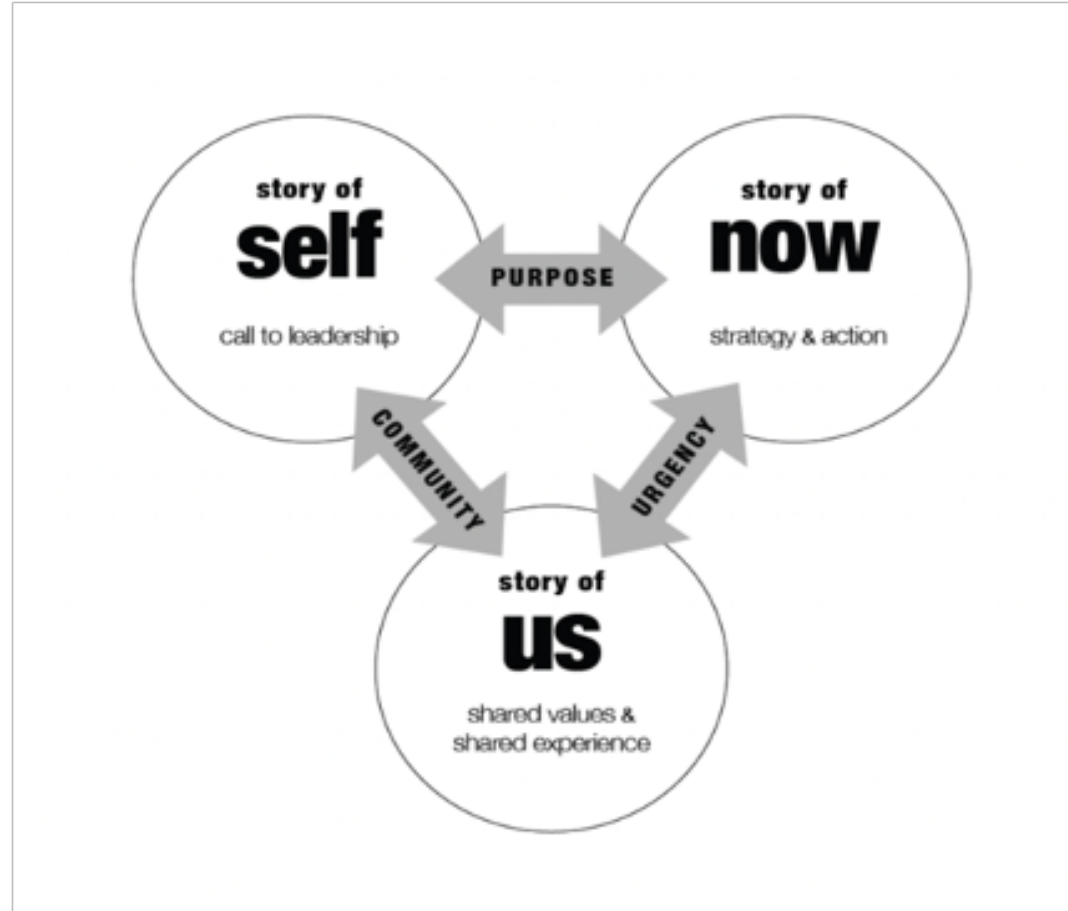 story of
self
call to leadership
PURPOSE
story of
now
strategy & action
COMMUNITY
URGENCY
story of
us
shared values &
shared experience